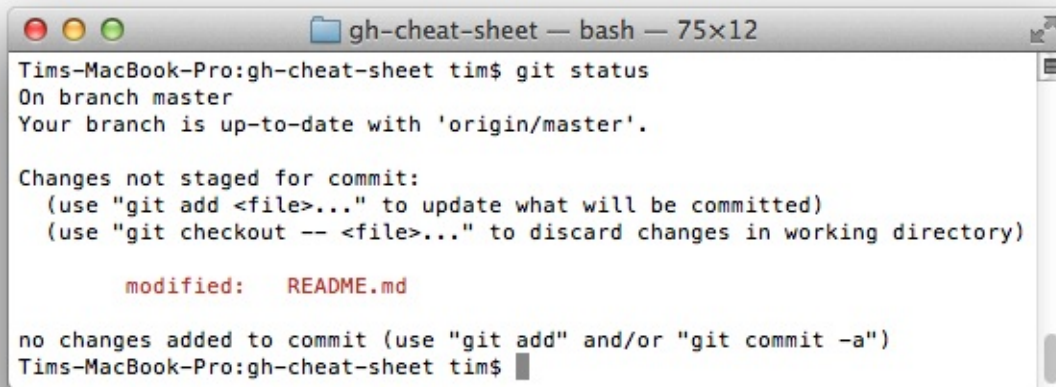 gh-cheat-sheet — bash — 75×12
Tims-MacBook-Pro:gh-cheat-sheet tim$ git status
On branch master
Your branch is up-to-date with 'origin/master'.
Changes not staged for commit:
(use "git add <file>..." to update what will be committed)
(use "git checkout -- <file>..." to discard changes in working directory)
modified: README.md
no changes added to commit (use "git add" and/or "git commit -a")
Tims-MacBook-Pro:gh-cheat-sheet tim$